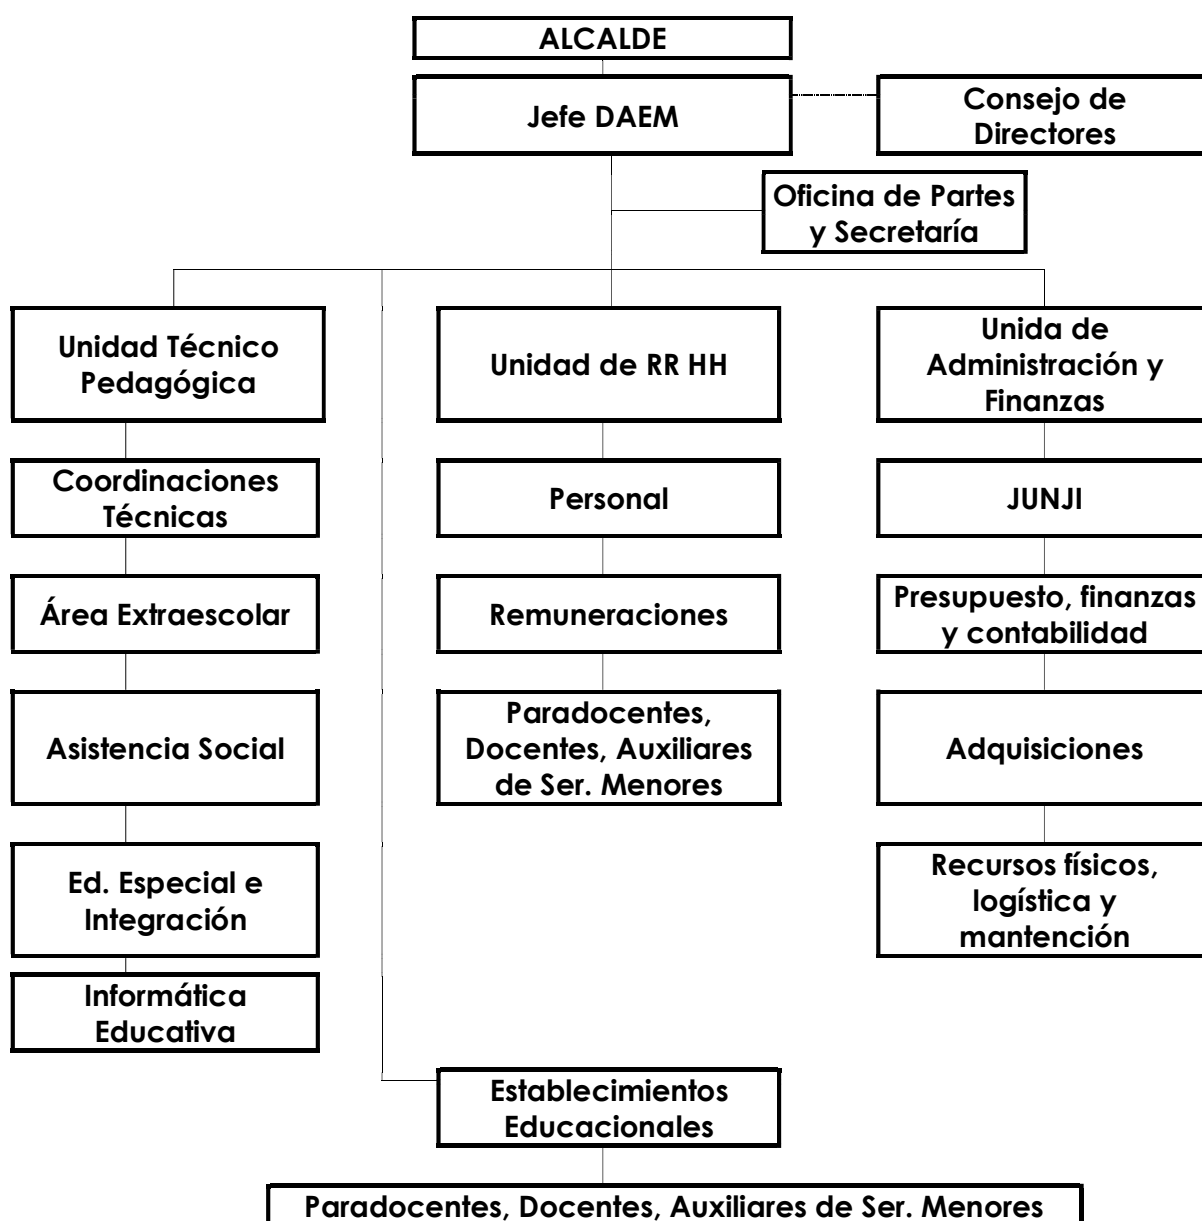 ALCALDE
Jefe DAEM
Consejo de
Directores
Oficina de Partes
y Secretaría
Unidad Técnico
Pedagógica
Unidad de RR HH
Unida de
Administración y
Finanzas
Coordinaciones
Técnicas
Personal
JUNJI
Área Extraescolar
Remuneraciones
Presupuesto, finanzas
y contabilidad
Asistencia Social
Paradocentes,
Docentes, Auxiliares
de Ser. Menores
Adquisiciones
Ed. Especial e
Integración
Recursos físicos,
logística y
mantención
Informática
Educativa
Establecimientos
Educacionales
Paradocentes, Docentes, Auxiliares de Ser. Menores